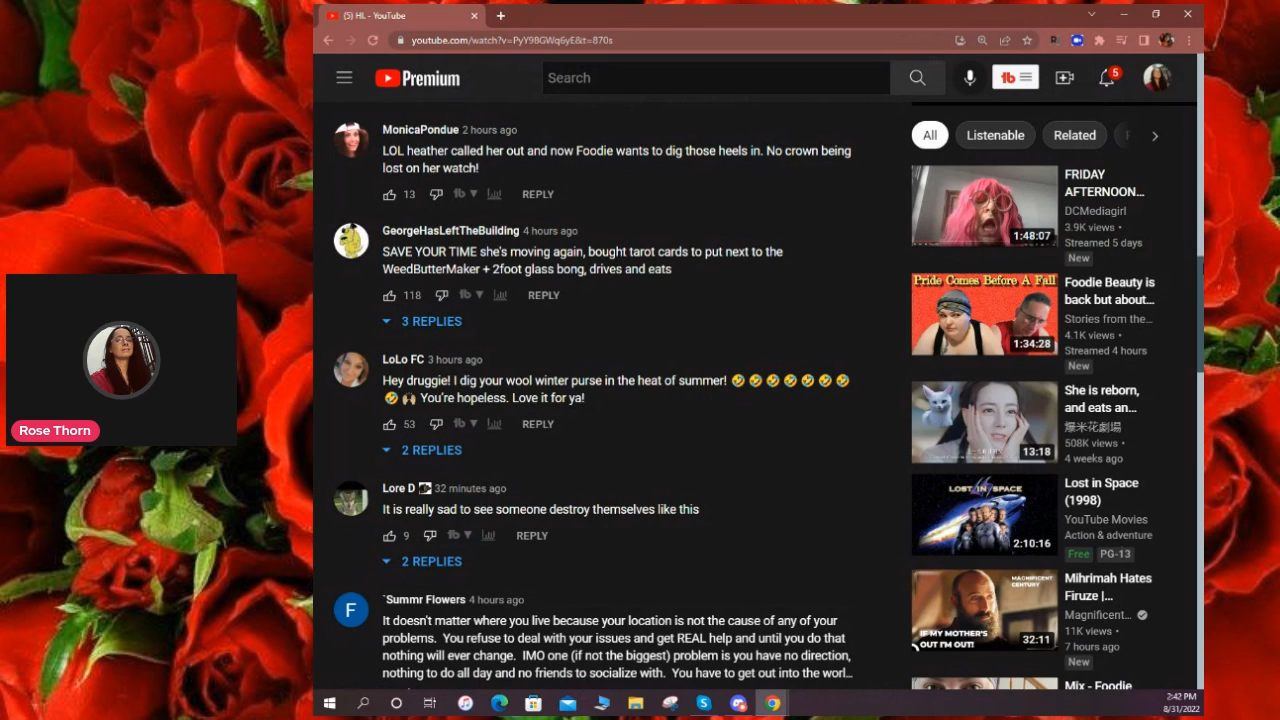 (5) HI. - YouTube
youtube.com/watch?v=PyY9BGWq6yE&t=870s
Premium
Search
5
MonicaPondue 2 hours ago
LOL heather called her out and now Foodie wants to dig those heels in. No crown being
lost on her watch!
13 REPLY
GeorgeHasLeftTheBuilding 4 hours ago
SAVE YOUR TIME she's moving again, bought tarot cards to put next to the
WeedButterMaker + 2foot glass bong, drives and eats
118 REPLY
3 REPLIES
LoLo FC 3 hours ago
Hey druggie! I dig your wool winter purse in the heat of summer! 🤣🤣🤣🤣🤣🤣🤣
🤣🙌🏼 You're hopeless. Love it for ya!
53 REPLY
2 REPLIES
Lore D 32 minutes ago
It is really sad to see someone destroy themselves like this
9 REPLY
2 REPLIES
F
`Summr Flowers 4 hours ago
It doesn't matter where you live because your location is not the cause of any of your
problems. You refuse to deal with your issues and get REAL help and until you do that
nothing will ever change. IMO one (if not the biggest) problem is you have no direction,
nothing to do all day and no friends to socialize with. You have to get out into the worl...
All
Listenable
Related
FRIDAY
AFTERNOON...
DCMediagirl
3.9K views •
Streamed 5 days
New
1:48:07
Pride Comes Before A Fall
1:34:28
Foodie Beauty is
back but about...
Stories from the...
4.1K views •
Streamed 4 hours
New
13:18
She is reborn,
and eats an...
爆米花劇場
508K views •
4 weeks ago
LOST IN SPACE
2:10:16
Lost in Space
(1998)
YouTube Movies
Action & adventure
Free PG-13
MAGNIFICENT
CENTURY
IF MY MOTHER'S
OUT I'M OUT!
32:11
Mihrimah Hates
Firuze |...
Magnificent...
11K views •
7 hours ago
New
Mix - Foodie
Rose Thorn
2:42 PM
8/31/2022